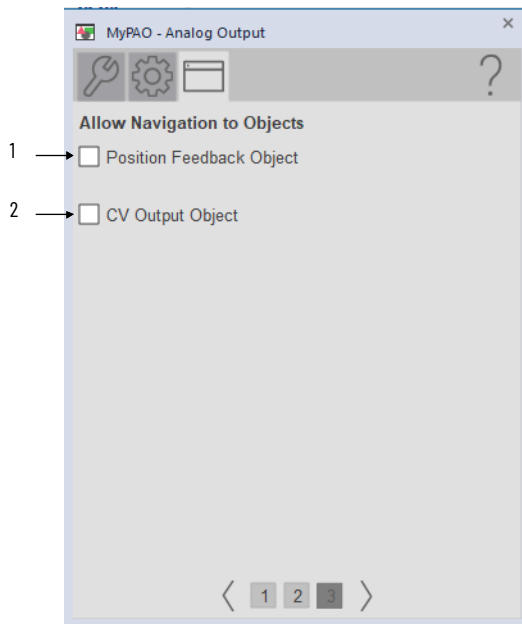 MyPAO - Analog Output
?
Allow Navigation to Objects
1
Position Feedback Object
2
CV Output Object
1 2 3